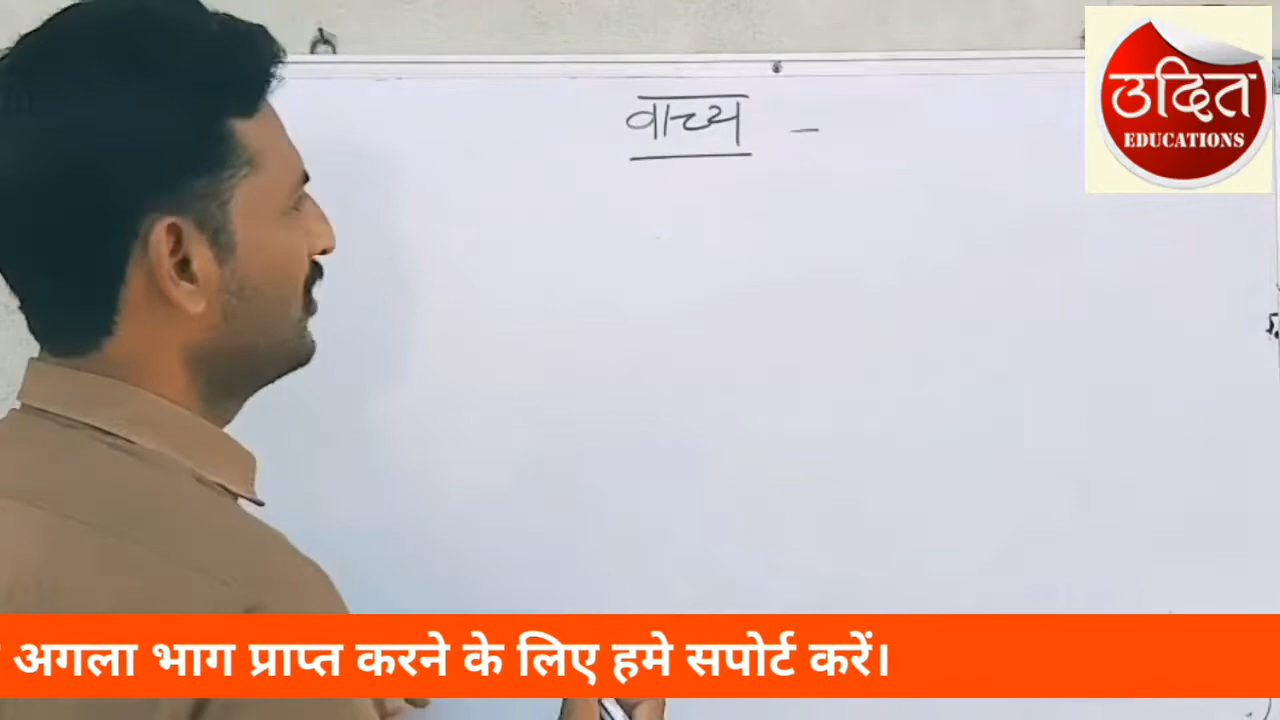 वाच्य -
उदित
EDUCATIONS
अगला भाग प्राप्त करने के लिए हमे सपोर्ट करें।